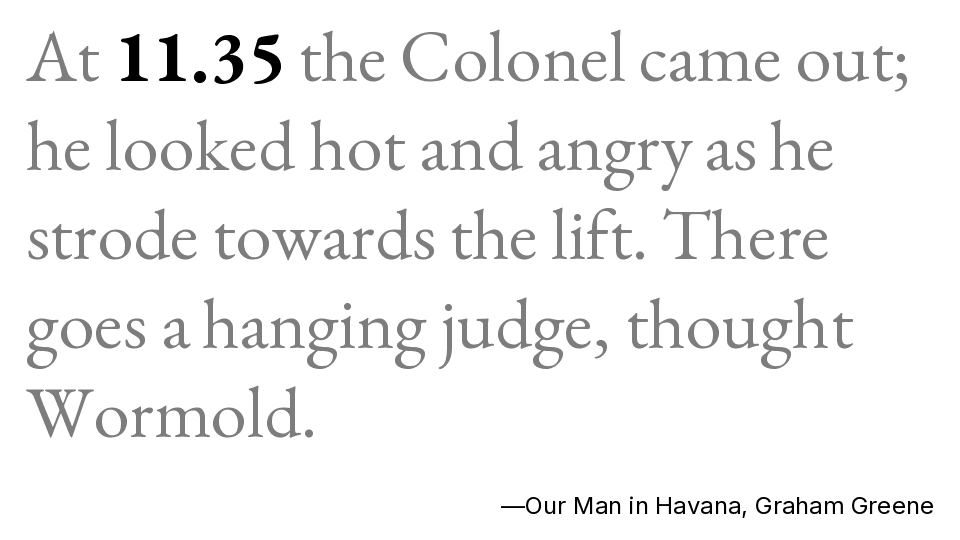 At 11.35 the Colonel came out;
he looked hot and angry as he
strode towards the lift. There
goes a hanging judge, thought
Wormold.
—Our Man in Havana, Graham Greene